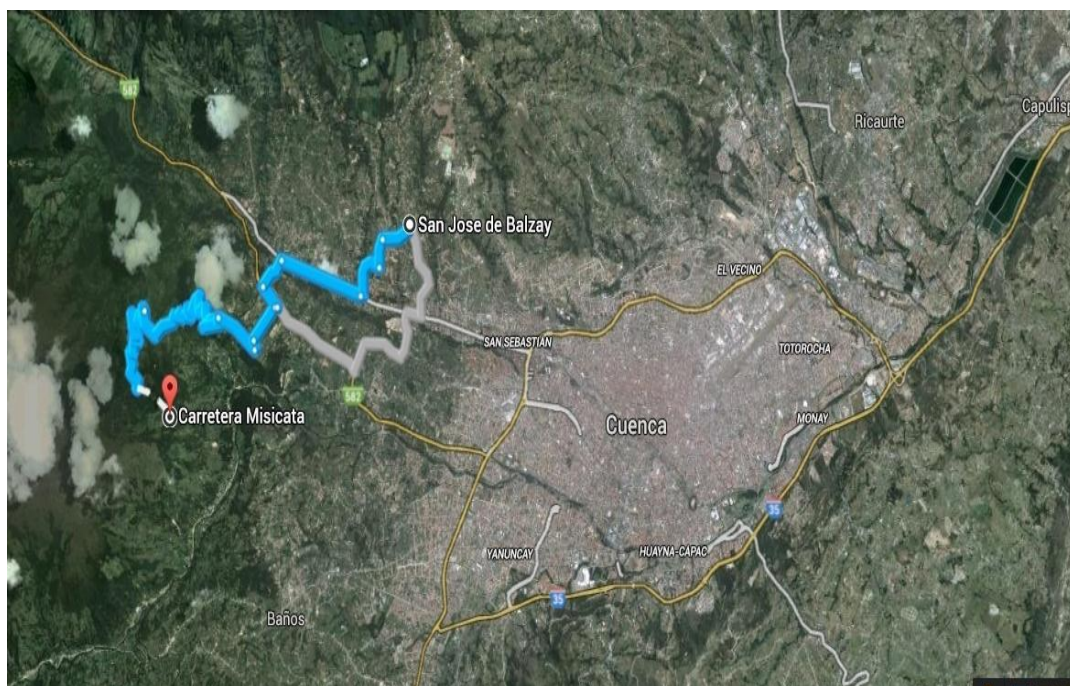 582
Capulisp
Ricaurte
San Jose de Balzay
EL VECINO
SAN SEBASTIAN
TOTOROCHA
582
Carretera Misicata
Cuenca
MONAY
35
YANUNCAY
HUAYNA-CAPAC
35
Baños